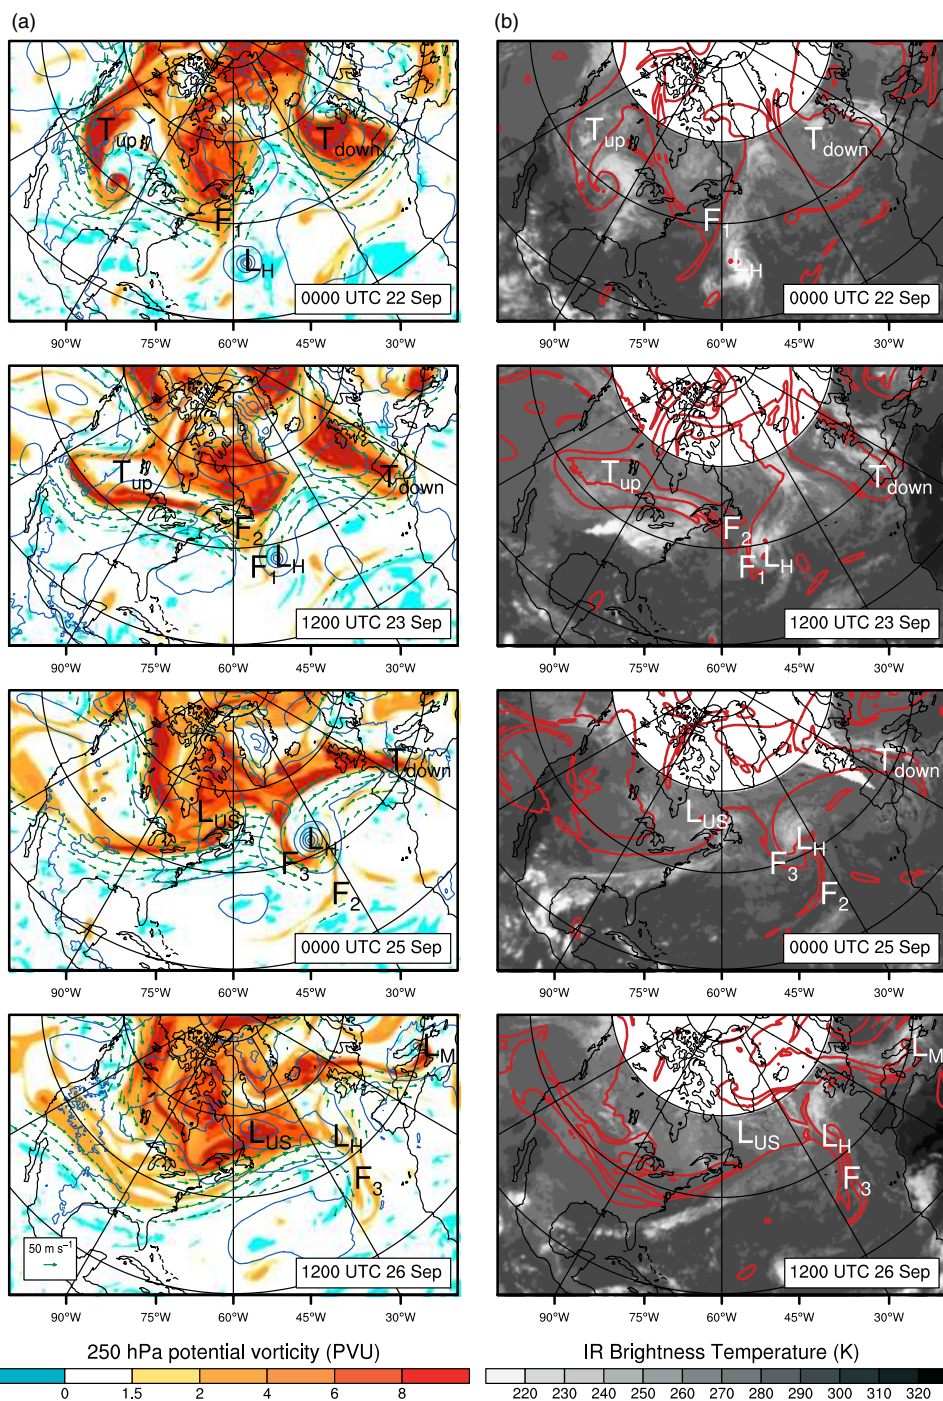 (a)
(b)
T up
T down
F 1
L H
0000 UTC 22 Sep
T up
T down
F 1
L H
0000 UTC 22 Sep
90°W 75°W 60°W 45°W 30°W
90°W 75°W 60°W 45°W 30°W
T up
T down
F 2
F 1
L H
1200 UTC 23 Sep
T up
T down
F 2
F 1
L H
1200 UTC 23 Sep
90°W 75°W 60°W 45°W 30°W
90°W 75°W 60°W 45°W 30°W
T down
L US
L H
F 3
F 2
0000 UTC 25 Sep
T down
L US
L H
F 3
F 2
0000 UTC 25 Sep
90°W 75°W 60°W 45°W 30°W
90°W 75°W 60°W 45°W 30°W
L M
L US
L H
F 3
50 m s⁻¹
1200 UTC 26 Sep
L M
L US
L H
F 3
1200 UTC 26 Sep
90°W 75°W 60°W 45°W 30°W
90°W 75°W 60°W 45°W 30°W
250 hPa potential vorticity (PVU)
0 1.5 2 4 6 8
IR Brightness Temperature (K)
220 230 240 250 260 270 280 290 300 310 320